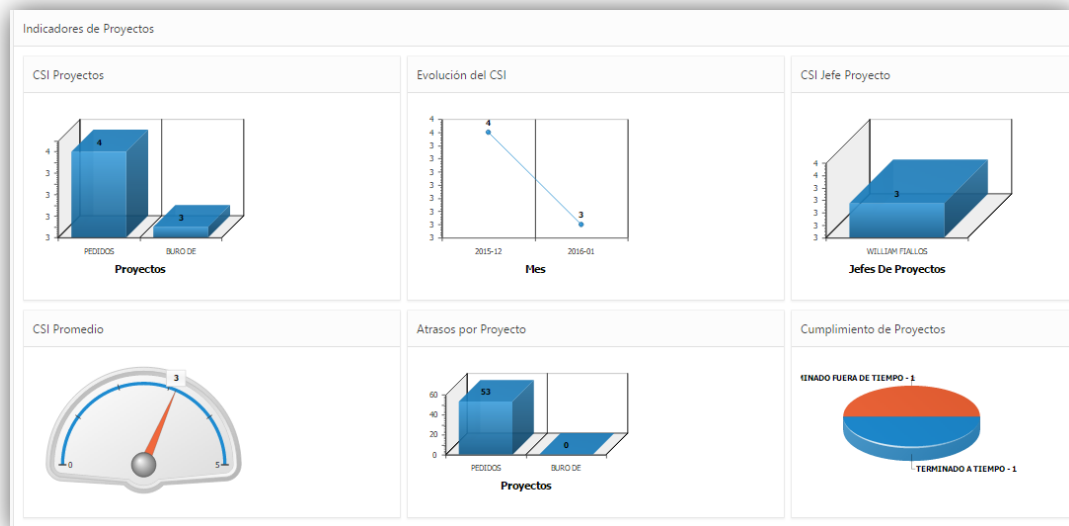 Indicadores de Proyectos
CSI Proyectos
4
3
3
3
3
4
3
PEDIDOS
BURO DE
Proyectos
Evolución del CSI
4
4
3
3
3
3
3
3
3
3
4
3
2015-12
2016-01
Mes
CSI Jefe Proyecto
4
4
3
3
3
3
3
WILLIAM FIALLOS
Jefes De Proyectos
CSI Promedio
3
0
5
Atrasos por Proyecto
60
40
20
0
53
0
PEDIDOS
BURO DE
Proyectos
Cumplimiento de Proyectos
INADO FUERA DE TIEMPO - 1
TERMINADO A TIEMPO - 1